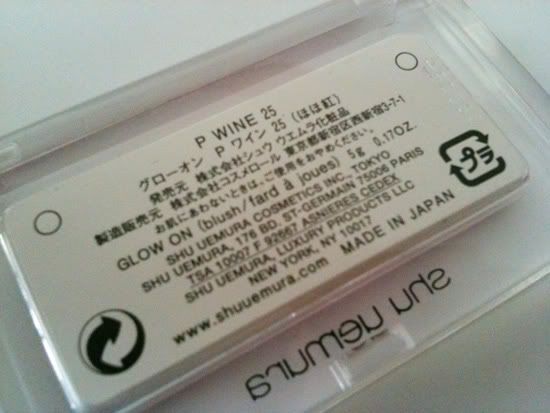 P WINE 25
グローオン P ワイン 25 (ほほ紅)
発売元 株式会社シュウ ウエムラ化粧品
製造販売元 株式会社コスメロール 東京都新宿区西新宿3-7-1
お肌にあわないときは、ご使用をおやめください。
GLOW ON (blush/fard à joues) 5g 0.17OZ.
SHU UEMURA COSMETICS INC., TOKYO
SHU UEMURA, 176 BD. ST. GERMAIN 75006 PARIS
TSA 10007 F 92667 ASNIERES CEDEX
SHU UEMURA, LUXURY PRODUCTS LLC
NEW YORK, NY 10017
www.shuuemura.com MADE IN JAPAN
プラ
shu uemura